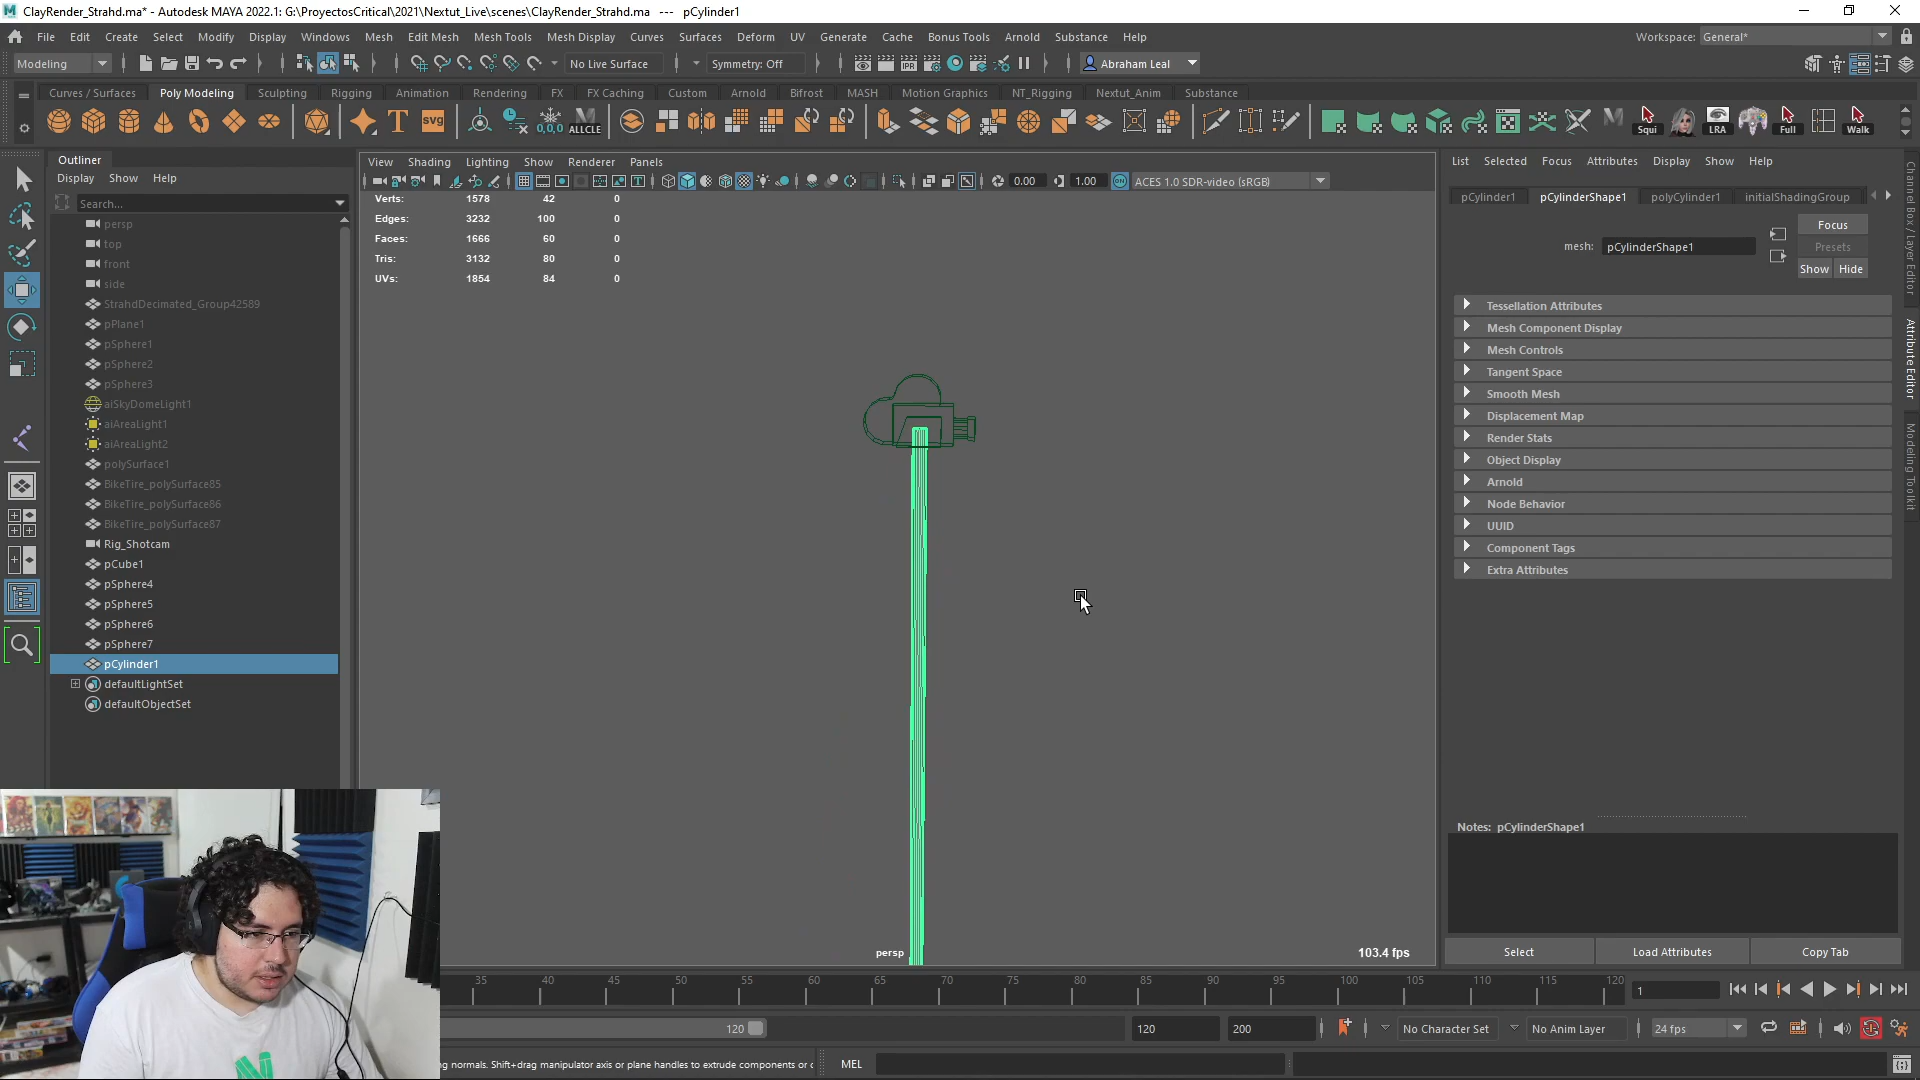 ClayRender_Strahd.ma* - Autodesk MAYA 2022.1: G:\ProyectosCritical\2021\Nextut_Live\scenes\ClayRender_Strahd.ma --- pCylinder1
File Edit Create Select Modify Display Windows Mesh Edit Mesh Mesh Tools Mesh Display Curves Surfaces Deform UV Generate Cache Bonus Tools Arnold Substance Help
Workspace: General*
Modeling
No Live Surface
Symmetry: Off
Abraham Leal
Curves / Surfaces Poly Modeling Sculpting Rigging Animation Rendering FX FX Caching Custom Arnold Bifrost MASH Motion Graphics NT_Rigging Nextut_Anim Substance
ALLCLE
Squi
LRA
Full
Walk
Outliner
Display Show Help
Search...
persp
top
front
side
StrahdDecimated_Group42589
pPlane1
pSphere1
pSphere2
pSphere3
aiSkyDomeLight1
aiAreaLight1
aiAreaLight2
polySurface1
BikeTire_polySurface85
BikeTire_polySurface86
BikeTire_polySurface87
Rig_Shotcam
pCube1
pSphere4
pSphere5
pSphere6
pSphere7
pCylinder1
defaultLightSet
defaultObjectSet
View Shading Lighting Show Renderer Panels
0.00
1.00
ACES 1.0 SDR-video (sRGB)
Verts: 1578 42 0
Edges: 3232 100 0
Faces: 1666 60 0
Tris: 3132 80 0
UVs: 1854 84 0
persp
103.4 fps
List Selected Focus Attributes Display Show Help
pCylinder1 pCylinderShape1 polyCylinder1 initialShadingGroup
mesh: pCylinderShape1
Focus
Presets
Show Hide
Tessellation Attributes
Mesh Component Display
Mesh Controls
Tangent Space
Smooth Mesh
Displacement Map
Render Stats
Object Display
Arnold
Node Behavior
UUID
Component Tags
Extra Attributes
Notes: pCylinderShape1
Select Load Attributes Copy Tab
Channel Box / Layer Editor
Attribute Editor
Modeling Toolkit
35 40 45 50 55 60 65 70 75 80 85 90 95 100 105 110 115 120
1
120
120
200
No Character Set
No Anim Layer
24 fps
ng normals. Shift+drag manipulator axis or plane handles to extrude components or c
MEL